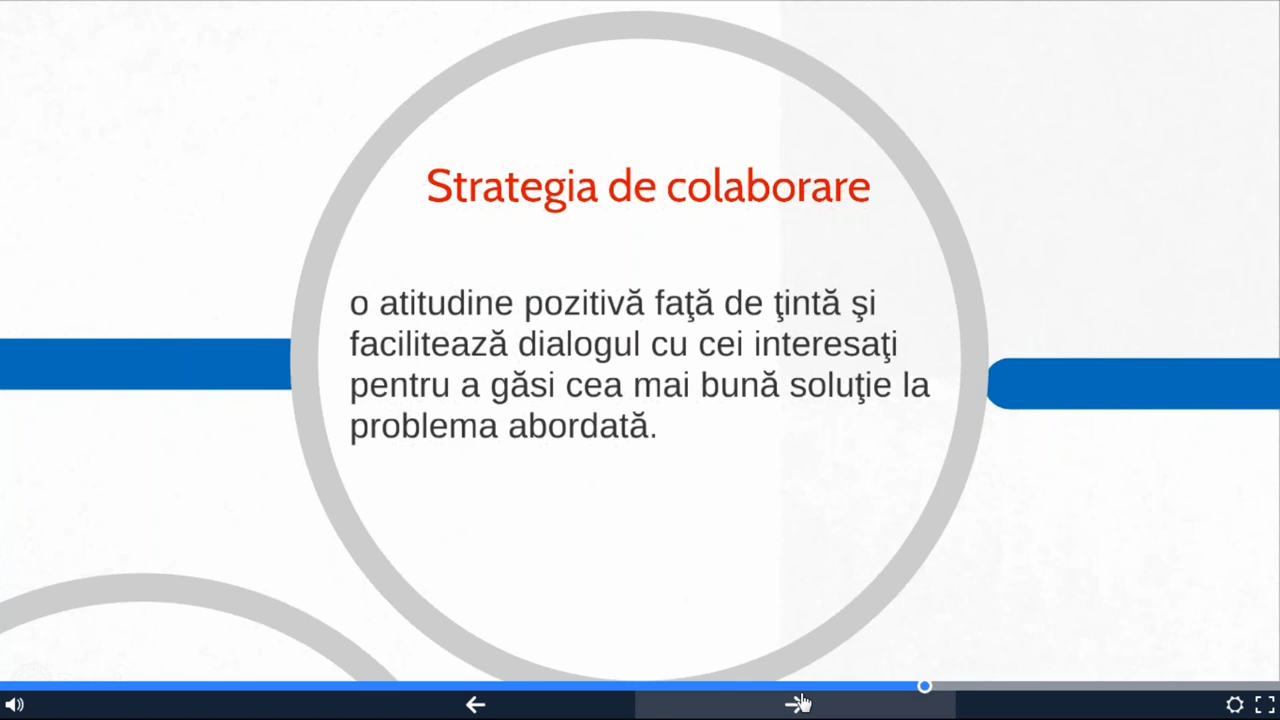 Strategia de colaborare
o atitudine pozitivă faţă de ţintă şi
facilitează dialogul cu cei interesaţi
pentru a găsi cea mai bună soluţie la
problema abordată.